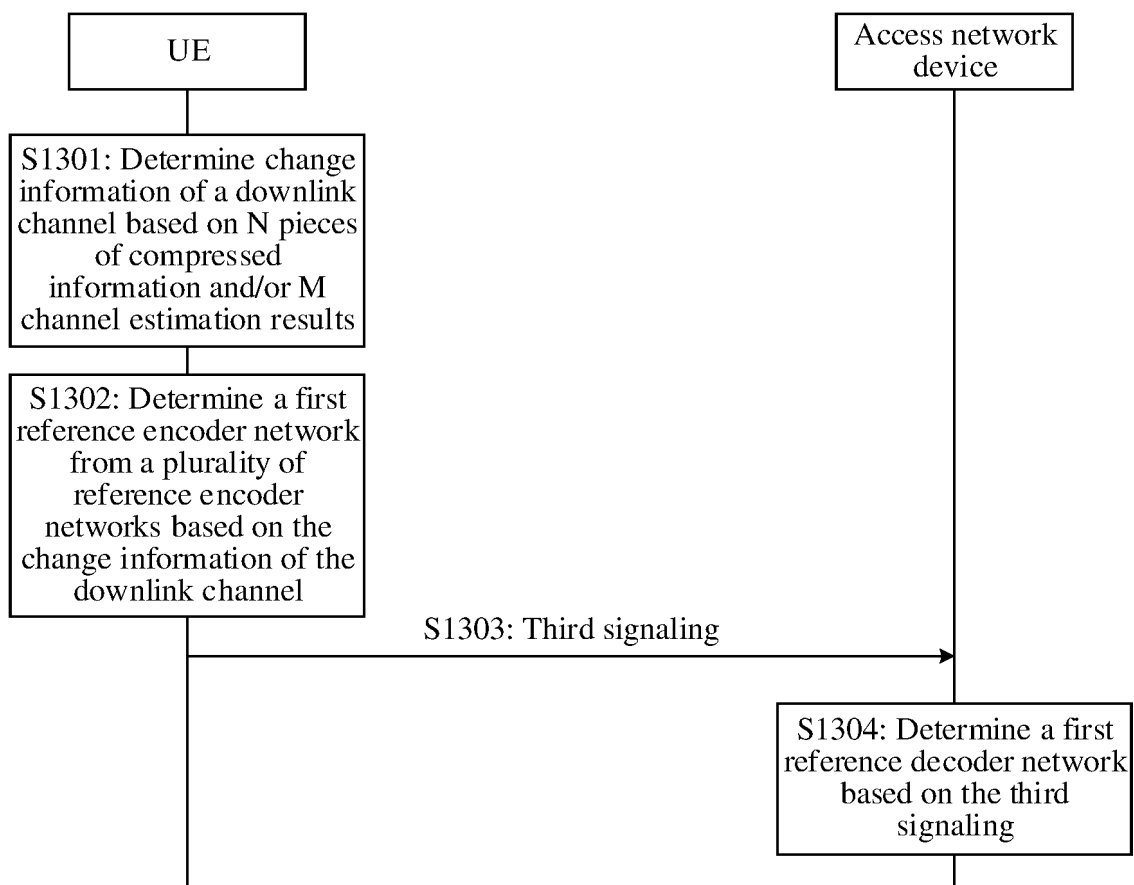 UE
Access network
device
S1301: Determine change
information of a downlink
channel based on N pieces
of compressed
information and/or M
channel estimation results
S1302: Determine a first
reference encoder network
from a plurality of
reference encoder
networks based on the
change information of the
downlink channel
S1303: Third signaling
S1304: Determine a first
reference decoder network
based on the third
signaling